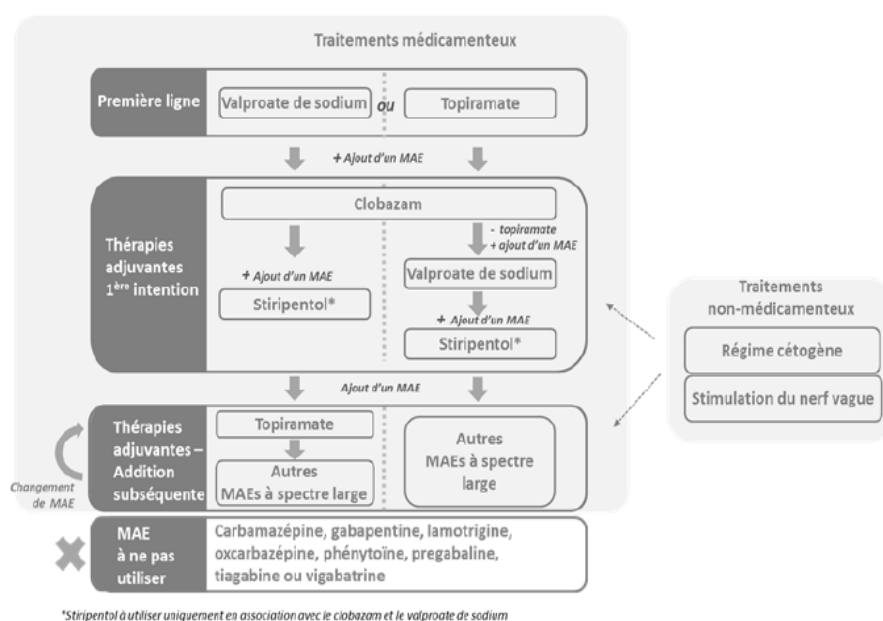 Traitements médicamenteux
Première ligne
Valproate de sodium
ou
Topiramate
+ Ajout d'un MAE
Thérapies
adjuvantes
1ère intention
Clobazam
- topiramate
+ ajout d'un MAE
+ Ajout d'un MAE
Valproate de sodium
Stiripentol*
+ Ajout d'un MAE
Stiripentol*
Ajout d'un MAE
Thérapies
adjuvantes –
Addition
subséquente
Topiramate
Autres
MAEs à spectre large
Autres
MAEs à spectre
large
Changement
de MAE
MAE
à ne pas
utiliser
Carbamazépine, gabapentine, lamotrigine,
oxcarbazépine, phénytoïne, pregabaline,
tiagabine ou vigabatrine
Traitements
non-médicamenteux
Régime cétogène
Stimulation du nerf vague
*Stiripentol à utiliser uniquement en association avec le clobazam et le valproate de sodium